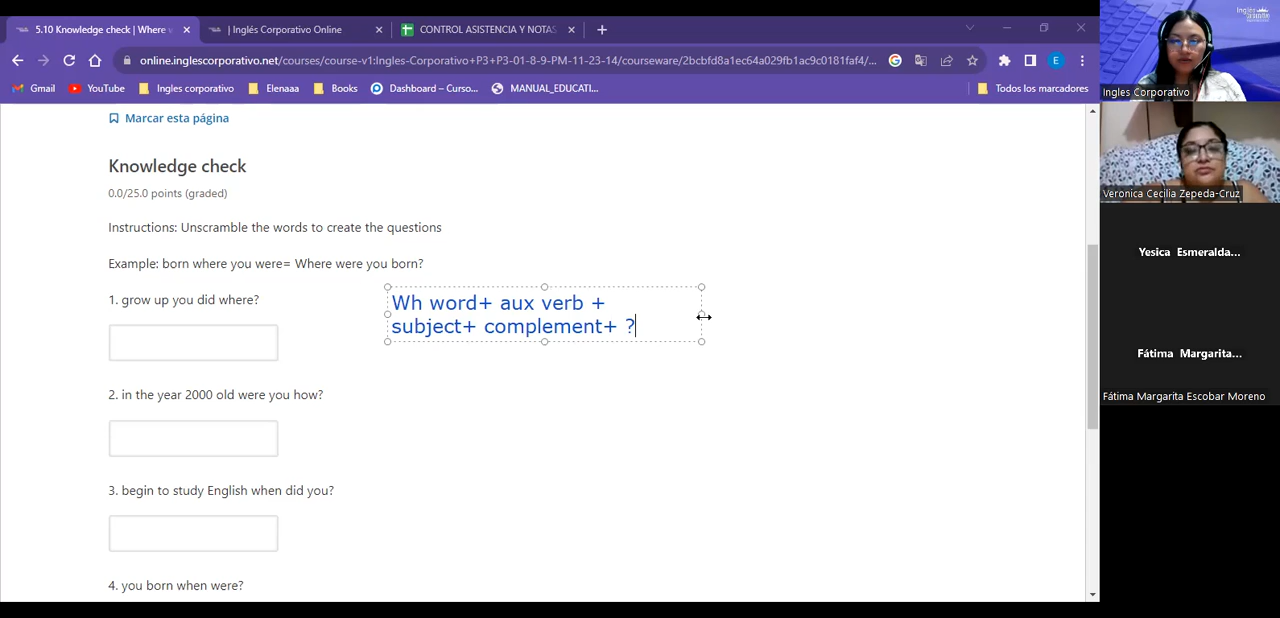 5.10 Knowledge check | Where
| Inglés Corporativo Online
CONTROL ASISTENCIA Y NOTAS
online.inglescorporativo.net/courses/course-v1:Ingles-Corporativo+P3+P3-01-8-9-PM-11-23-14/courseware/2bcbfd8a1ec64a029fb1ac9c0181faf4/...
E
Gmail
YouTube
Ingles corporativo
Elenaaa
Books
Dashboard – Curso...
MANUAL_EDUCATI...
Todos los marcadores
Marcar esta página
Knowledge check
0.0/25.0 points (graded)
Instructions: Unscramble the words to create the questions
Example: born where you were= Where were you born?
1. grow up you did where?
Wh word+ aux verb +
subject+ complement+ ?
2. in the year 2000 old were you how?
3. begin to study English when did you?
4. you born when were?
Ingles Corporativo
Veronica Cecilia Zepeda-Cruz
Yesica Esmeralda...
Fátima Margarita...
Fátima Margarita Escobar Moreno